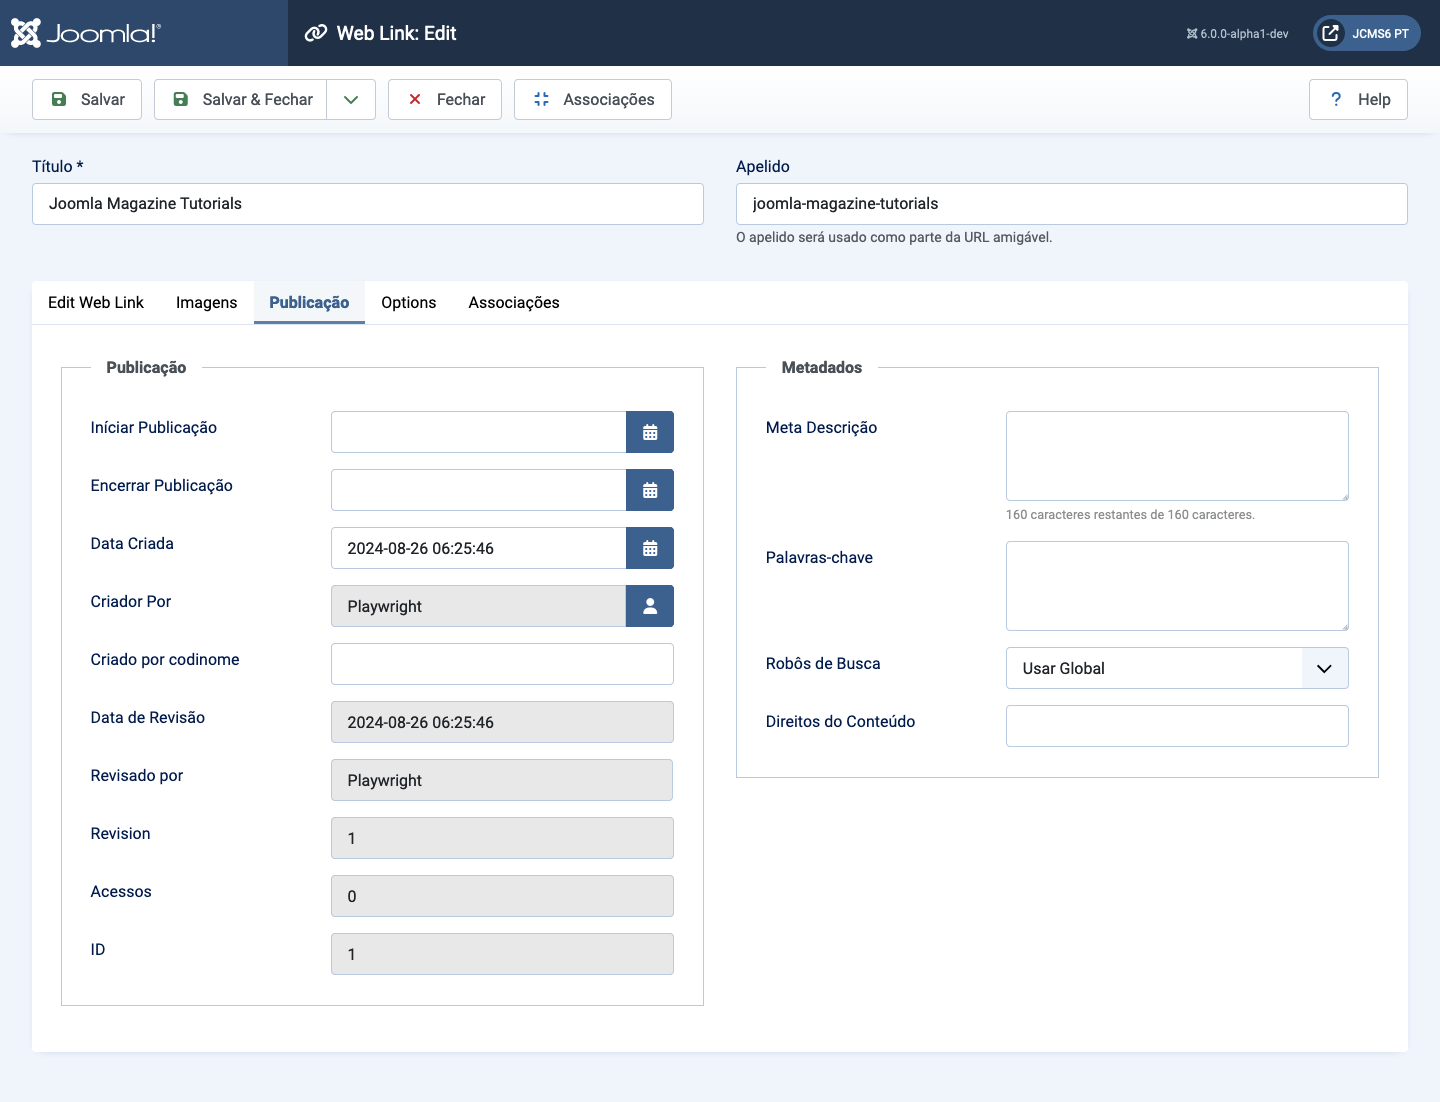 Joomla!®
Web Link: Edit
6.0.0-alpha1-dev
JCMS6 PT
Salvar
Salvar & Fechar
Fechar
Associações
? Help
Título *
Apelido
Joomla Magazine Tutorials
joomla-magazine-tutorials
O apelido será usado como parte da URL amigável.
Edit Web Link
Imagens
Publicação
Options
Associações
Publicação
Iníciar Publicação
Encerrar Publicação
Data Criada
2024-08-26 06:25:46
Criador Por
Playwright
Criado por codinome
Data de Revisão
2024-08-26 06:25:46
Revisado por
Playwright
Revision
1
Acessos
0
ID
1
Metadados
Meta Descrição
160 caracteres restantes de 160 caracteres.
Palavras-chave
Robôs de Busca
Usar Global
Direitos do Conteúdo